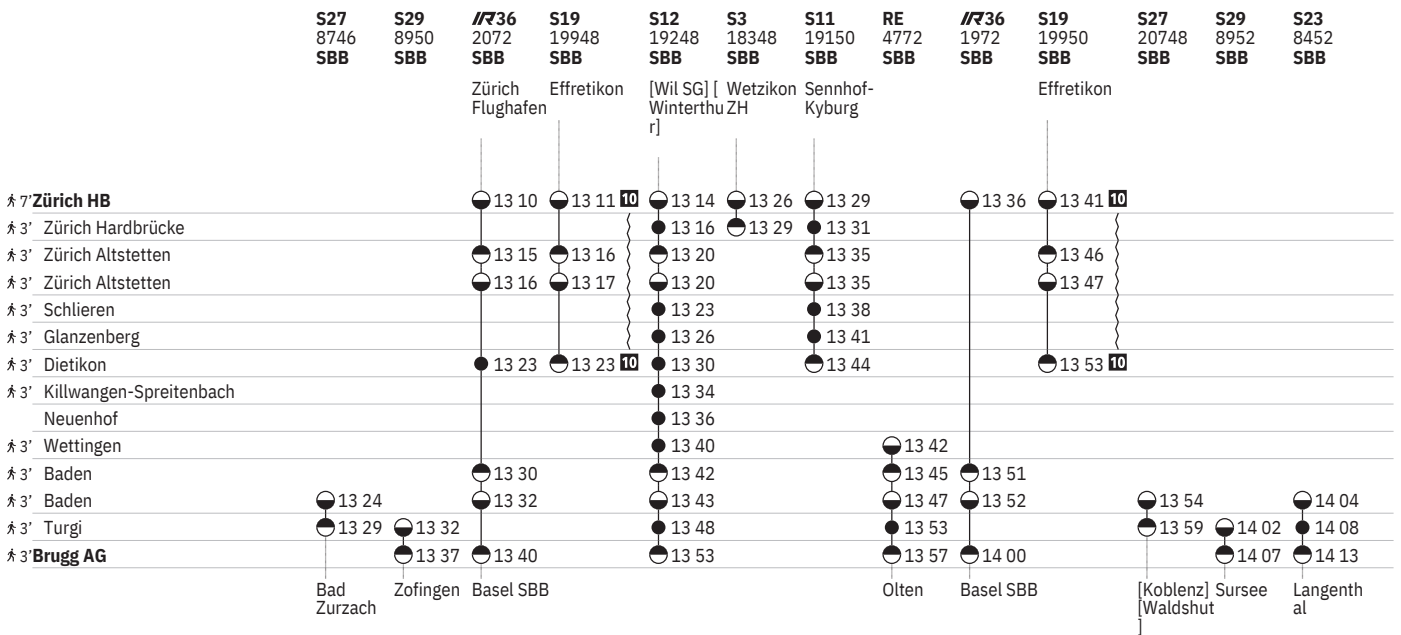 S27 S29 IR36 S19 S12 S3 S11 RE IR36 S19 S27 S29 S23
8746 8950 2072 19948 19248 18348 19150 4772 1972 19950 20748 8952 8452
SBB SBB SBB SBB SBB SBB SBB SBB SBB SBB SBB SBB SBB
Zürich Effretikon [Wil SG] [ Wetzikon Sennhof- Effretikon
Flughafen Winterthu ZH Kyburg
r]
7’ Zürich HB 13 10 13 11 10 13 14 13 26 13 29 13 36 13 41 10
3’ Zürich Hardbrücke 13 16 13 29 13 31
3’ Zürich Altstetten 13 15 13 16 13 20 13 35 13 46
3’ Zürich Altstetten 13 16 13 17 13 20 13 35 13 47
3’ Schlieren 13 23 13 38
3’ Glanzenberg 13 26 13 41
3’ Dietikon 13 23 13 23 10 13 30 13 44 13 53 10
3’ Killwangen-Spreitenbach 13 34
Neuenhof 13 36
3’ Wettingen 13 40 13 42
3’ Baden 13 30 13 42 13 45 13 51
3’ Baden 13 24 13 32 13 43 13 47 13 52 13 54 14 04
3’ Turgi 13 29 13 32 13 48 13 53 13 59 14 02 14 08
3’ Brugg AG 13 37 13 40 13 53 13 57 14 00 14 07 14 13
Bad Zofingen Basel SBB Olten Basel SBB [Koblenz] Sursee Langenth
Zurzach [Waldshut al
]